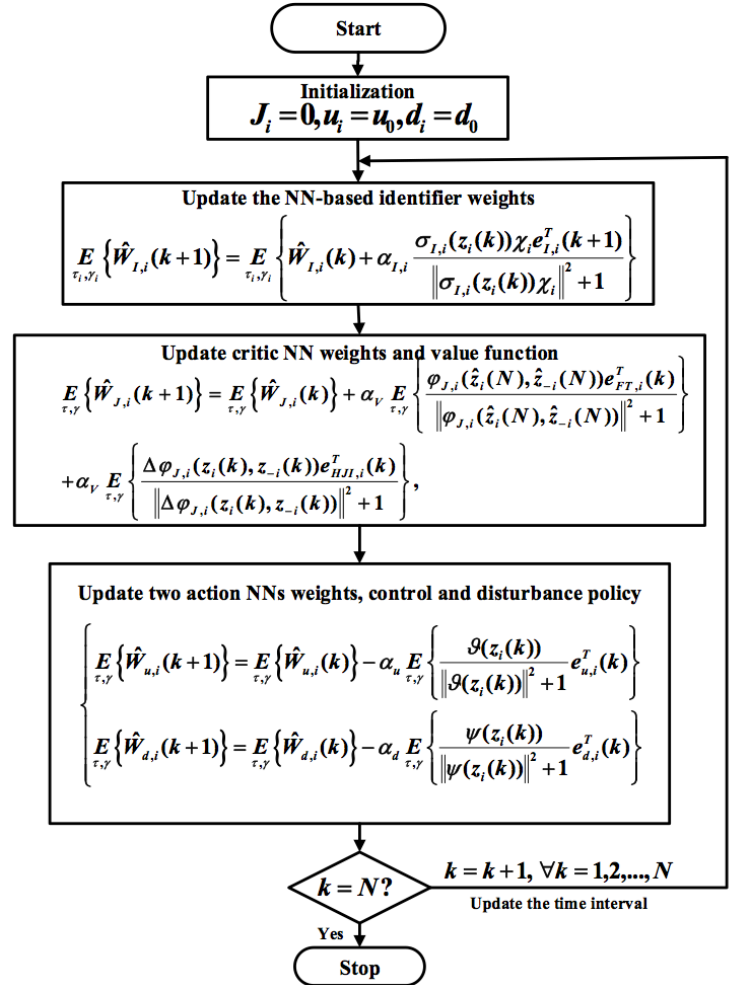 Start
Initialization
J_i = 0, u_i = u_0, d_i = d_0
Update the NN-based identifier weights
E_{τ_i,γ_i} {Ŵ_{I,i}(k+1)} = E_{τ_i,γ_i} {Ŵ_{I,i}(k) + α_{I,i} σ_{I,i}(z_i(k))χ_i e^T_{I,i}(k+1) / (‖σ_{I,i}(z_i(k))χ_i‖² + 1)}
Update critic NN weights and value function
E_{τ,γ} {Ŵ_{J,i}(k+1)} = E_{τ,γ} {Ŵ_{J,i}(k)} + α_V E_{τ,γ} {φ_{J,i}(ẑ_i(N), ẑ_{-i}(N))e^T_{FT,i}(k) / (‖φ_{J,i}(ẑ_i(N), ẑ_{-i}(N))‖² + 1)}
+ α_V E_{τ,γ} {Δφ_{J,i}(z_i(k), z_{-i}(k))e^T_{HJI,i}(k) / (‖Δφ_{J,i}(z_i(k), z_{-i}(k))‖² + 1)},
Update two action NNs weights, control and disturbance policy
E_{τ,γ} {Ŵ_{u,i}(k+1)} = E_{τ,γ} {Ŵ_{u,i}(k)} − α_u E_{τ,γ} {ϑ(z_i(k)) / (‖ϑ(z_i(k))‖² + 1) e^T_{u,i}(k)}
E_{τ,γ} {Ŵ_{d,i}(k+1)} = E_{τ,γ} {Ŵ_{d,i}(k)} − α_d E_{τ,γ} {ψ(z_i(k)) / (‖ψ(z_i(k))‖² + 1) e^T_{d,i}(k)}
k = N?
k = k+1, ∀k = 1,2,...,N
Update the time interval
Yes
Stop